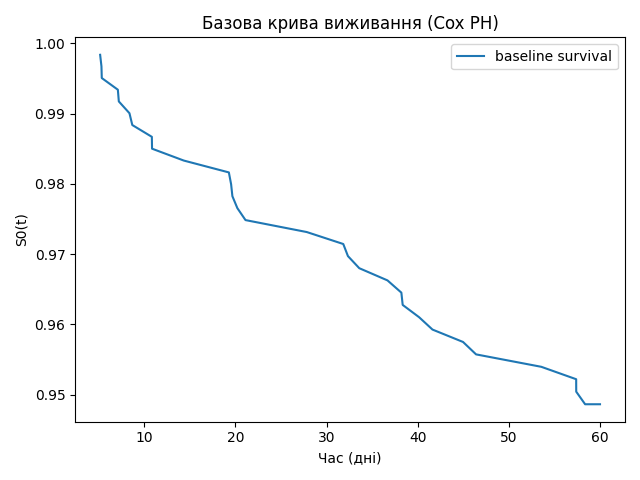 Базова крива виживання (Cox PH)
baseline survival
1.00
0.99
0.98
0.97
0.96
0.95
S0(t)
10 20 30 40 50 60
Час (дні)